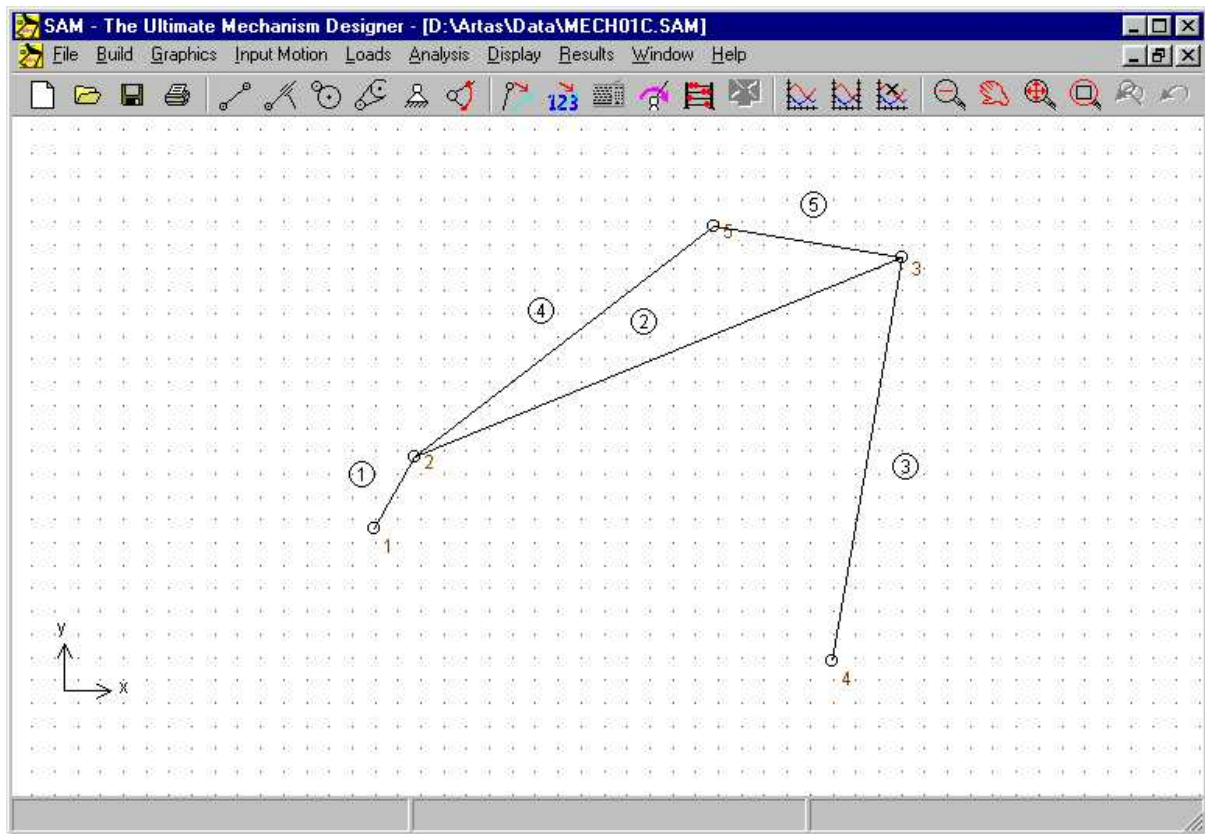 SAM - The Ultimate Mechanism Designer - [D:\Artas\Data\MECH01C.SAM]
File Build Graphics Input Motion Loads Analysis Display Results Window Help
123
5
5
3
4
2
2
1
3
1
4
y
x